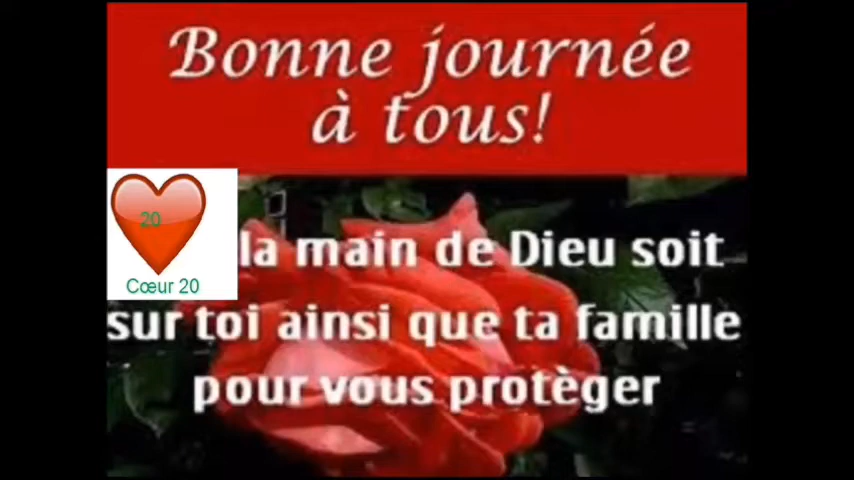 Bonne journée
à tous!
20
Cœur 20
la main de Dieu soit
sur toi ainsi que ta famille
pour vous protèger